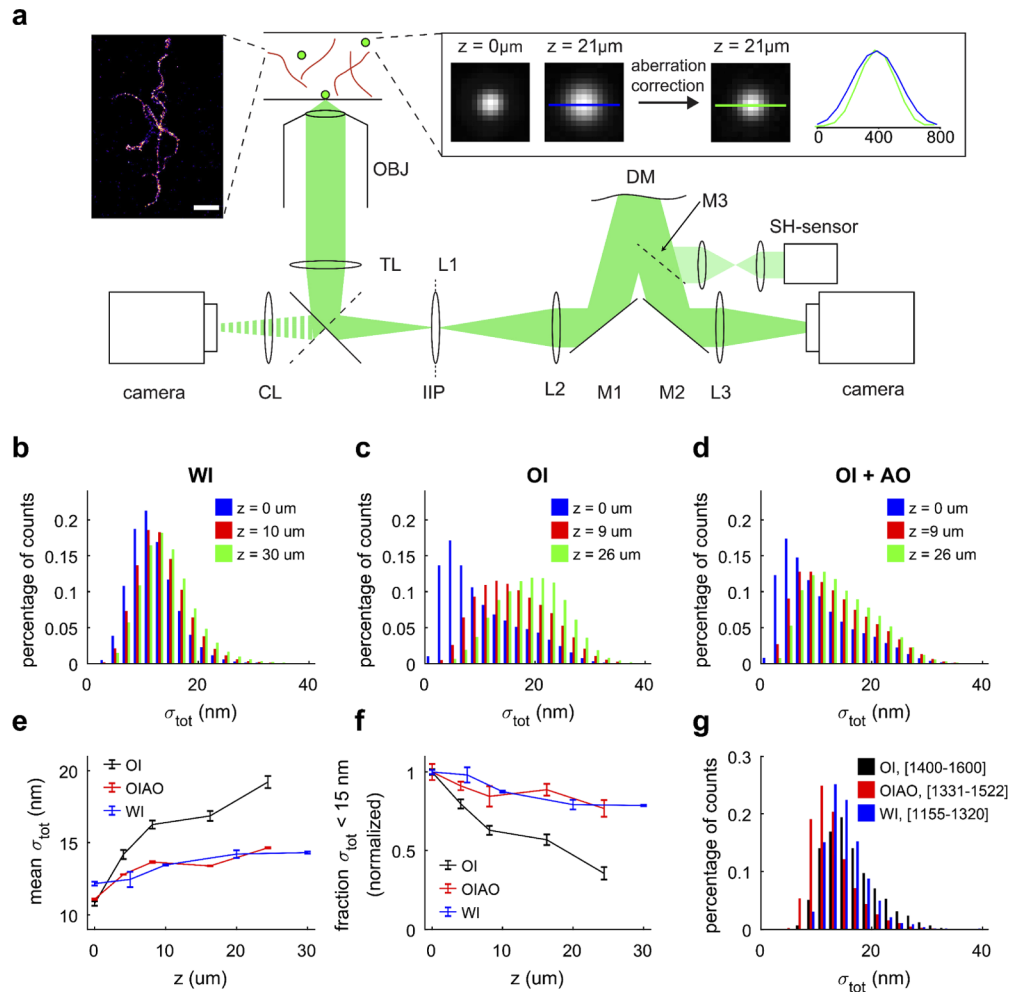 a
z = 0µm
z = 21µm
z = 21µm
aberration
correction
0
400
800
OBJ
DM
M3
SH-sensor
TL
L1
camera
CL
IIP
L2
M1
M2
L3
camera
b
WI
z = 0 um
z = 10 um
z = 30 um
percentage of counts
0.2
0.15
0.1
0.05
0
0
20
40
σtot (nm)
c
OI
z = 0 um
z = 9 um
z = 26 um
percentage of counts
0.2
0.15
0.1
0.05
0
0
20
40
σtot (nm)
d
OI + AO
z = 0 um
z =9 um
z = 26 um
percentage of counts
0.2
0.15
0.1
0.05
0
0
20
40
σtot (nm)
e
OI
OIAO
WI
mean σtot (nm)
20
15
10
0
10
20
30
z (um)
f
OI
OIAO
WI
fraction σtot < 15 nm
(normalized)
1
0.5
0
0
10
20
30
z (um)
g
OI, [1400-1600]
OIAO, [1331-1522]
WI, [1155-1320]
percentage of counts
0.3
0.2
0.1
0
0
20
40
σtot (nm)